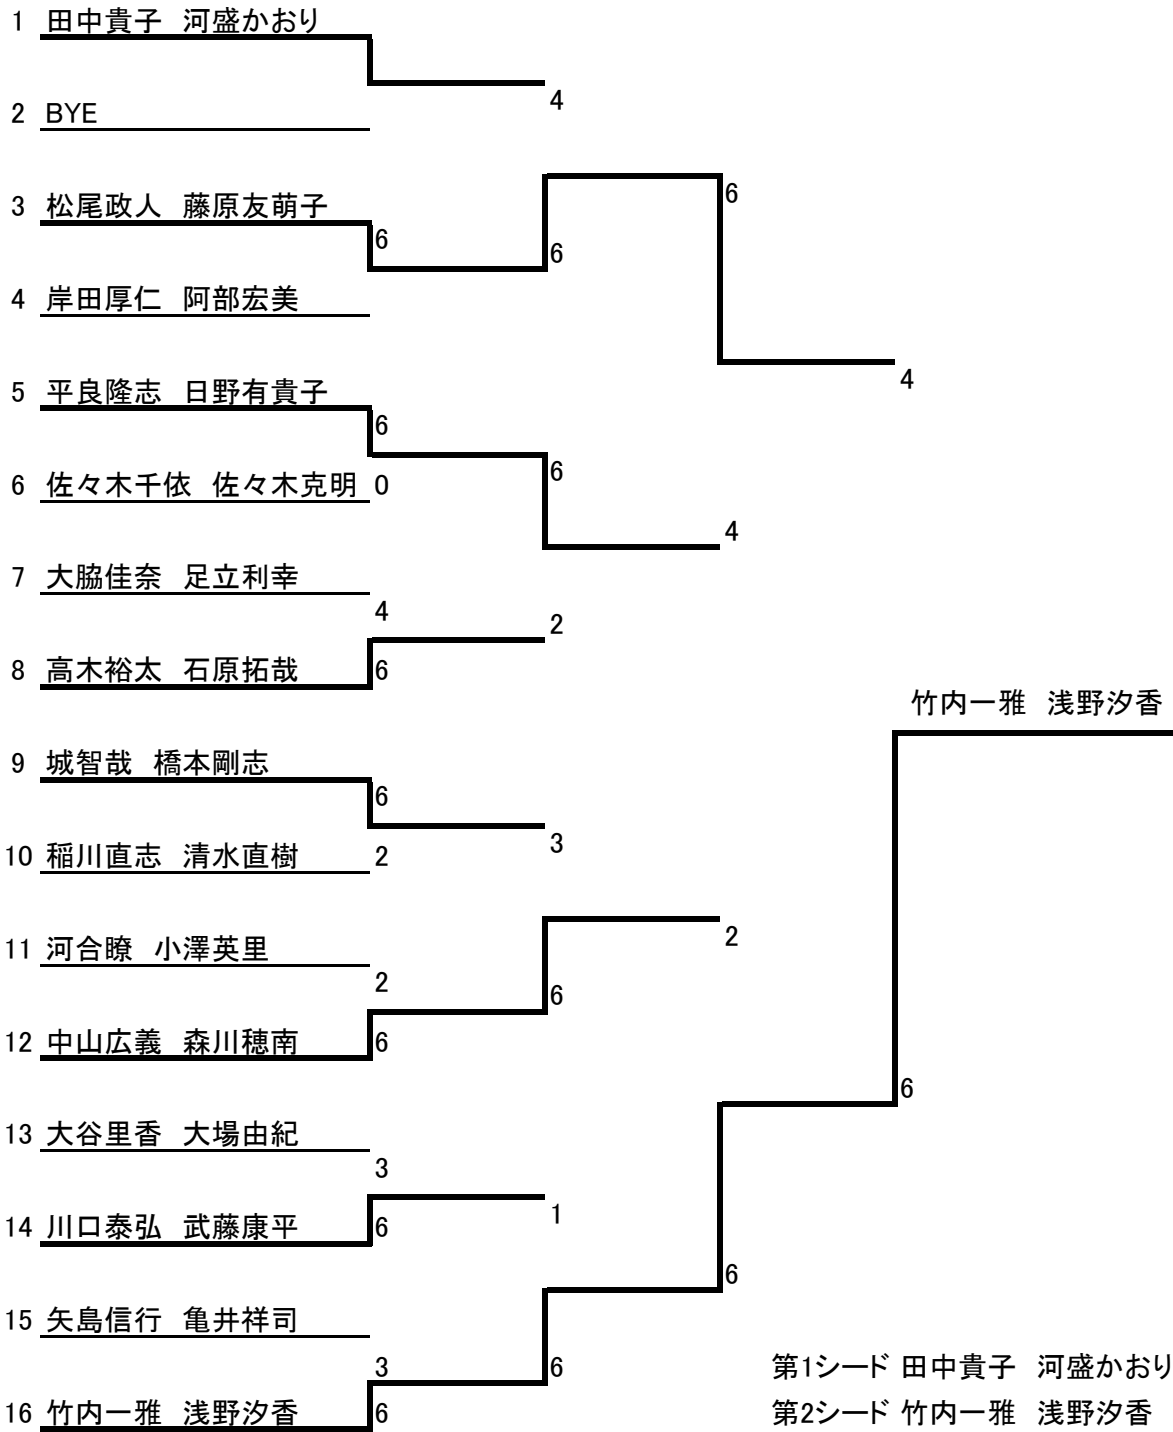 1 田中貴子 河盛かおり
4
2 BYE
6
3 松尾政人 藤原友萌子
6
6
4 岸田厚仁 阿部宏美
4
5 平良隆志 日野有貴子
6
6
6 佐々木千依 佐々木克明 0
4
7 大脇佳奈 足立利幸
4
2
8 高木裕太 石原拓哉 6
竹内一雅 浅野汐香
9 城智哉 橋本剛志
6
3
10 稲川直志 清水直樹 2
2
11 河合瞭 小澤英里
2
6
12 中山広義 森川穂南 6
6
13 大谷里香 大場由紀
3
1
14 川口泰弘 武藤康平 6
6
15 矢島信行 亀井祥司
3
6
第1シード 田中貴子 河盛かおり
16 竹内一雅 浅野汐香 6
第2シード 竹内一雅 浅野汐香